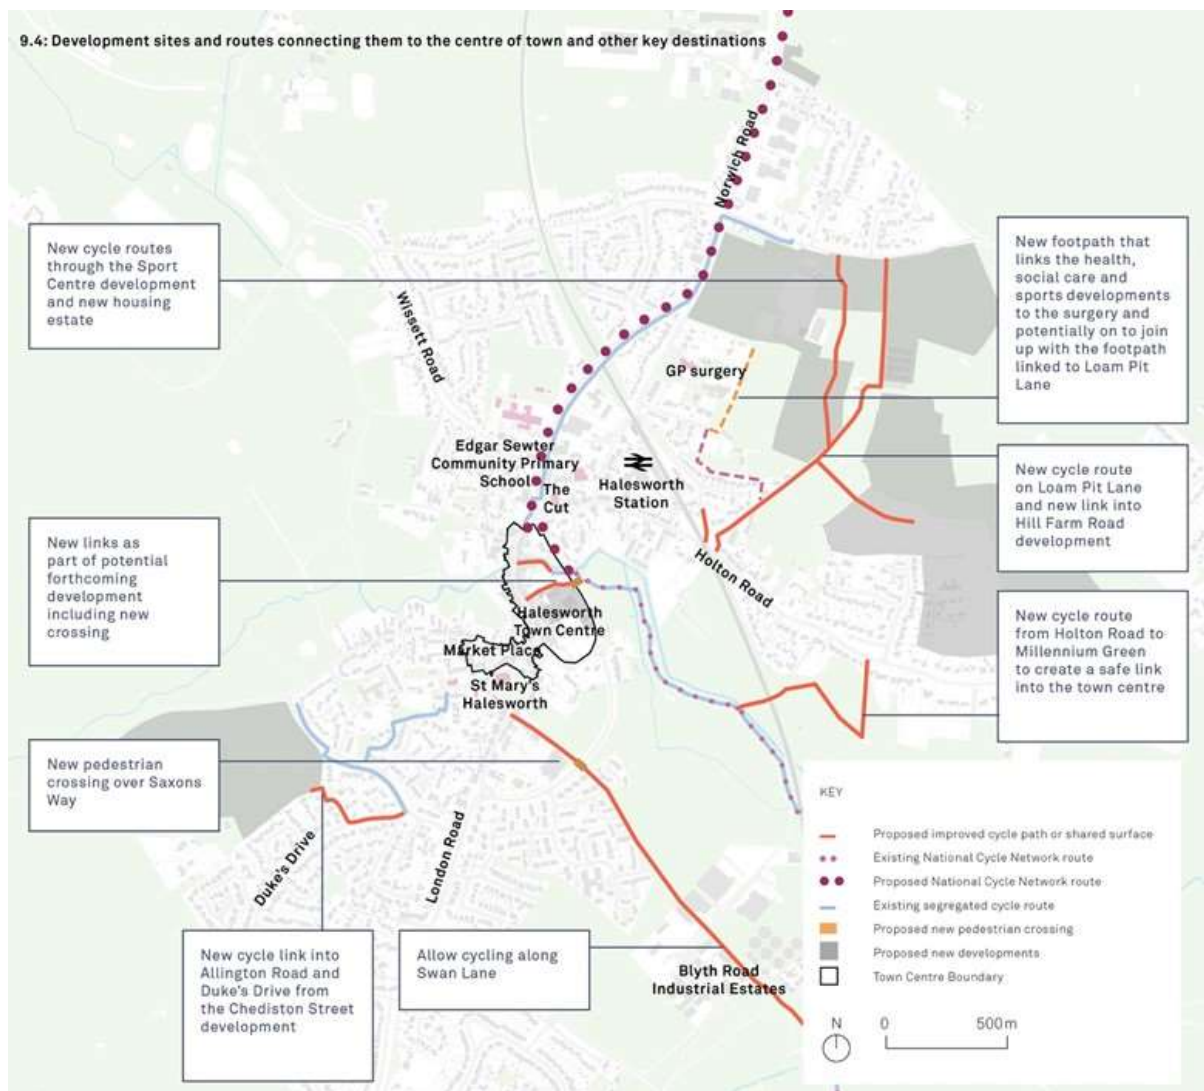 9.4: Development sites and routes connecting them to the centre of town and other key destinations
Norwich Road
New cycle routes
through the Sport
Centre development
and new housing
estate
New footpath that
links the health,
social care and
sports developments
to the surgery and
potentially on to join
up with the footpath
linked to Loam Pit
Lane
Wissett Road
GP surgery
Edgar Sewter
Community Primary
School
The
Cut
Halesworth
Station
New cycle route
on Loam Pit Lane
and new link into
Hill Farm Road
development
New links as
part of potential
forthcoming
development
including new
crossing
Holton Road
Halesworth
Town Centre
Market Place
St Mary's
Halesworth
New cycle route
from Holton Road to
Millennium Green
to create a safe link
into the town centre
New pedestrian
crossing over Saxons
Way
Duke's Drive
London Road
New cycle link into
Allington Road and
Duke's Drive from
the Chediston Street
development
Allow cycling along
Swan Lane
Blyth Road
Industrial Estates
KEY
Proposed improved cycle path or shared surface
Existing National Cycle Network route
Proposed National Cycle Network route
Existing segregated cycle route
Proposed new pedestrian crossing
Proposed new developments
Town Centre Boundary
N
0 500m